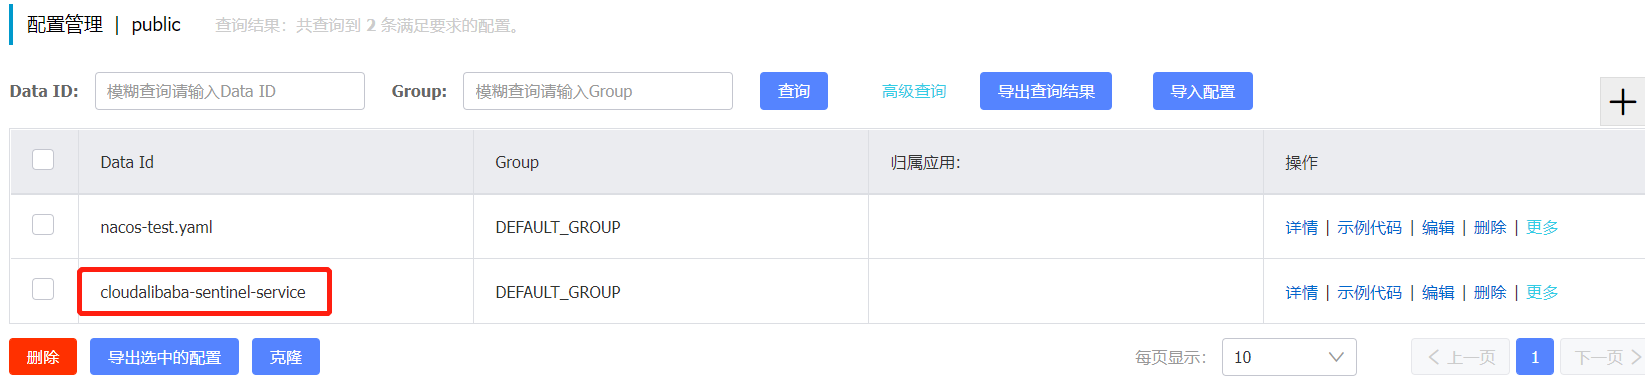 配置管理 | public 查询结果：共查询到 2 条满足要求的配置。
Data ID: 模糊查询请输入Data ID Group: 模糊查询请输入Group 查询 高级查询 导出查询结果 导入配置
Data Id Group 归属应用: 操作
nacos-test.yaml DEFAULT_GROUP 详情 | 示例代码 | 编辑 | 删除 | 更多
cloudalibaba-sentinel-service DEFAULT_GROUP 详情 | 示例代码 | 编辑 | 删除 | 更多
删除 导出选中的配置 克隆 每页显示: 10 上一页 1 下一页